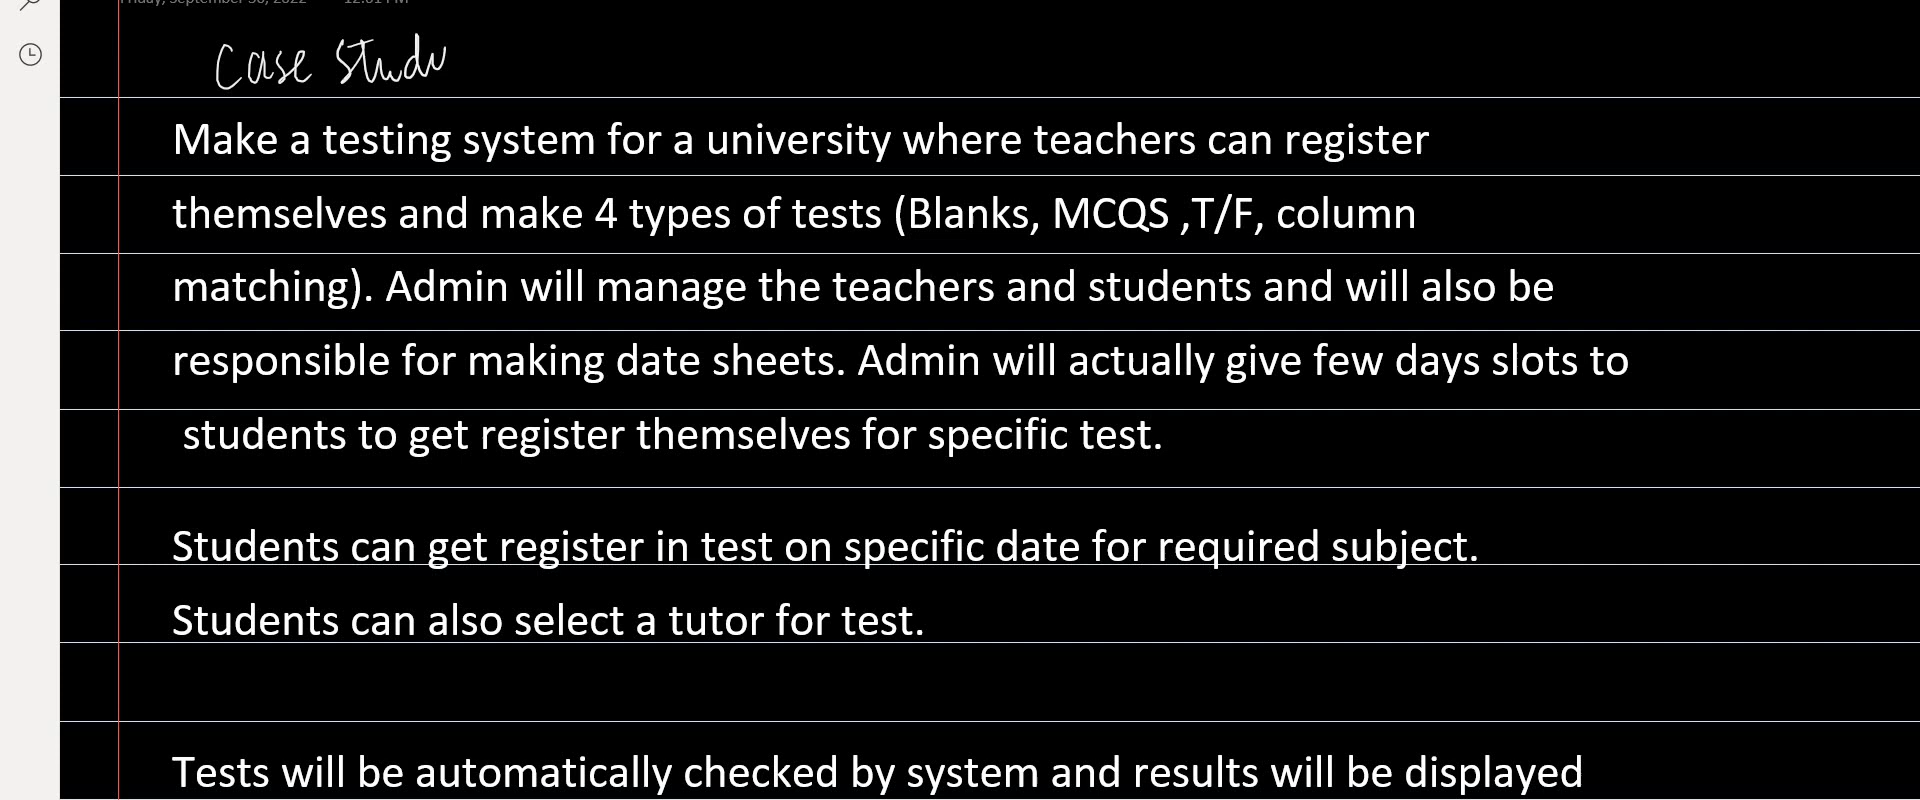 Case Study
Make a testing system for a university where teachers can register
themselves and make 4 types of tests (Blanks, MCQS ,T/F, column
matching). Admin will manage the teachers and students and will also be
responsible for making date sheets. Admin will actually give few days slots to
students to get register themselves for specific test.
Students can get register in test on specific date for required subject.
Students can also select a tutor for test.
Tests will be automatically checked by system and results will be displayed